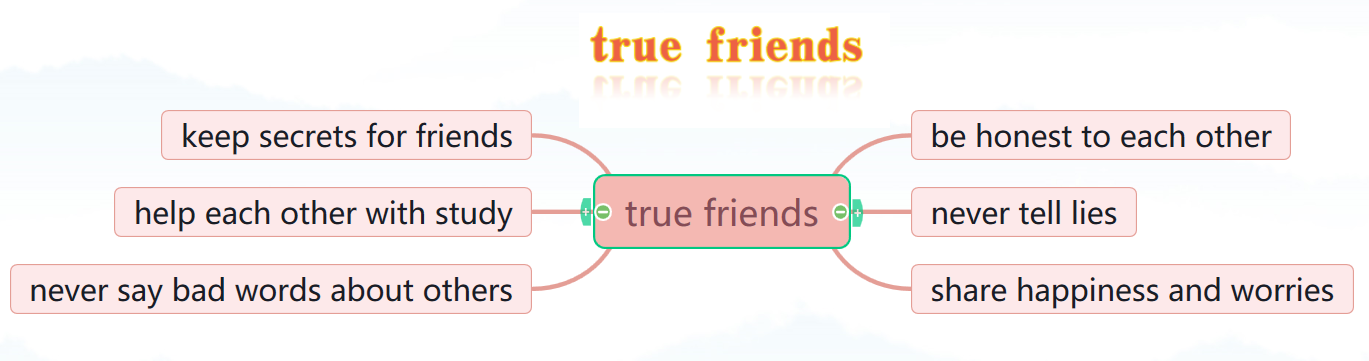 true friends
keep secrets for friends
help each other with study
never say bad words about others
true friends
be honest to each other
never tell lies
share happiness and worries